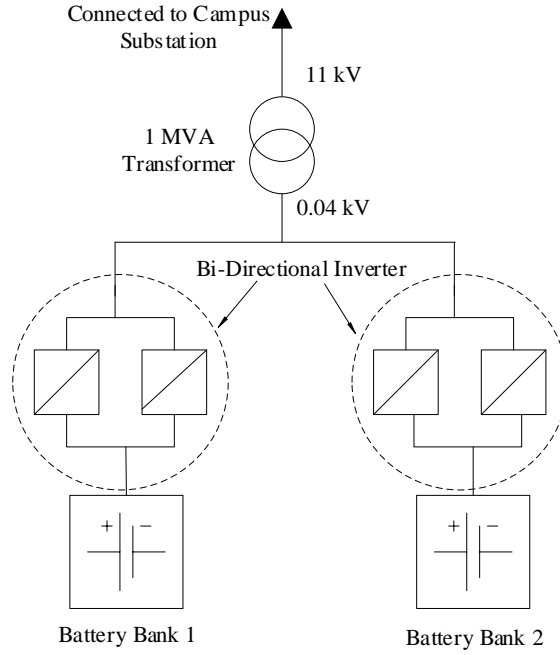 Connected to Campus
Substation
11 kV
1 MVA
Transformer
0.04 kV
Bi-Directional Inverter
+ −
+ −
Battery Bank 1
Battery Bank 2